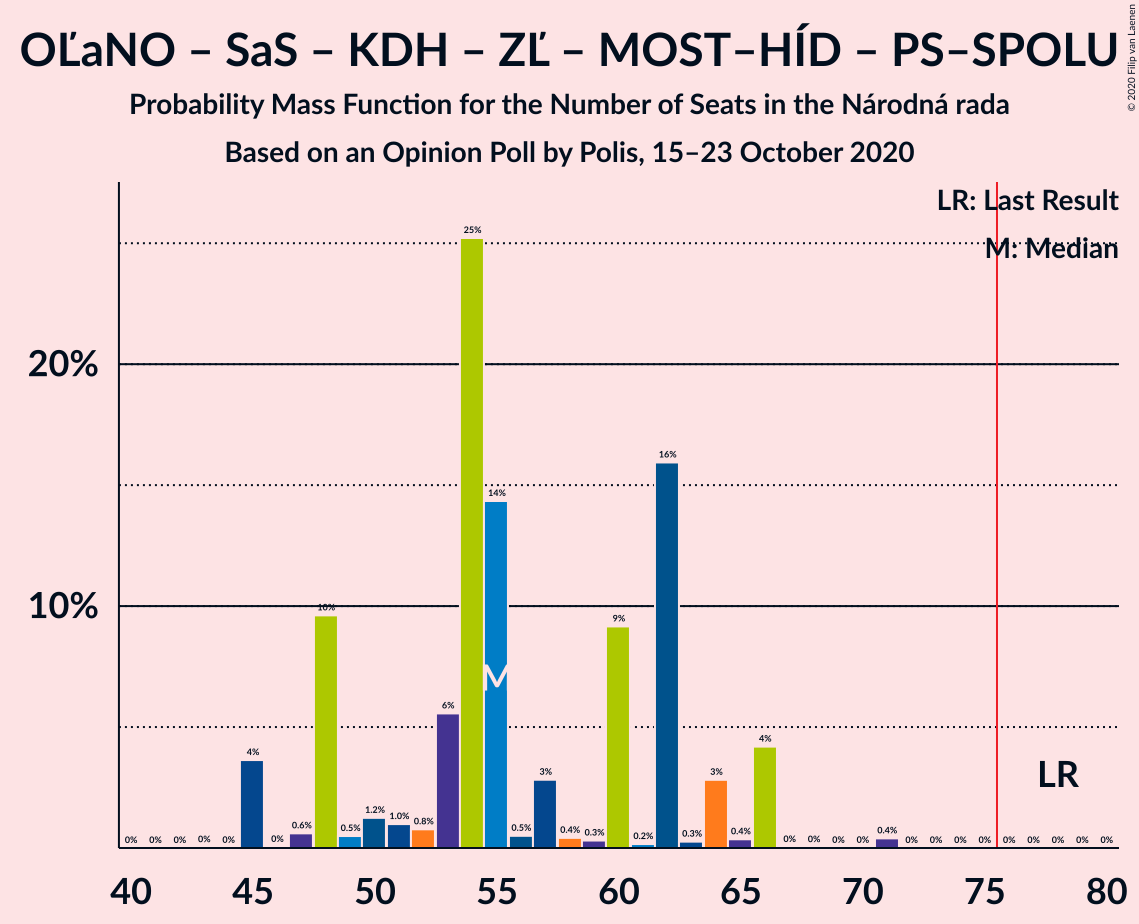 OĽaNO – SaS – KDH – ZĽ – MOST–HÍD – PS–SPOLU
Probability Mass Function for the Number of Seats in the Národná rada
Based on an Opinion Poll by Polis, 15–23 October 2020
© 2020 Filip van Laenen
LR: Last Result
M: Median
20%
10%
0% 0% 0% 0% 0% 4% 0% 0.6% 10% 0.5% 1.2% 1.0% 0.8% 6% 25% 14% 0.5% 3% 0.4% 0.3% 9% 0.2% 16% 0.3% 3% 0.4% 4% 0% 0% 0% 0% 0.4% 0% 0% 0% 0% 0% 0% 0% 0% 0%
M
LR
40 45 50 55 60 65 70 75 80